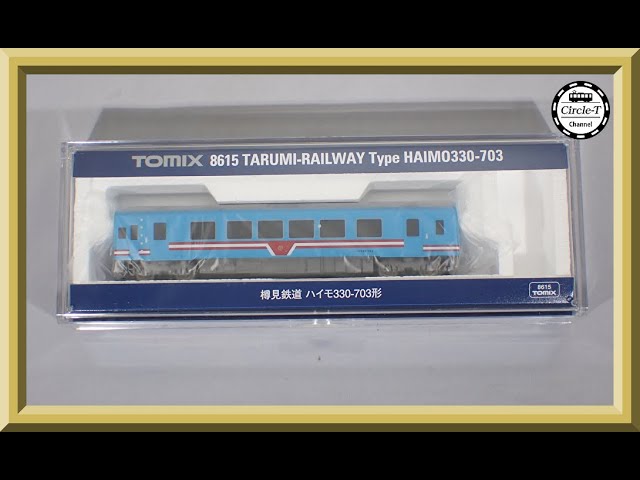 Circle-T
Channel
TOMIX 8615 TARUMI-RAILWAY Type HAIMO330-703
樽見鉄道 ハイモ330-703形
8615
TOMIX